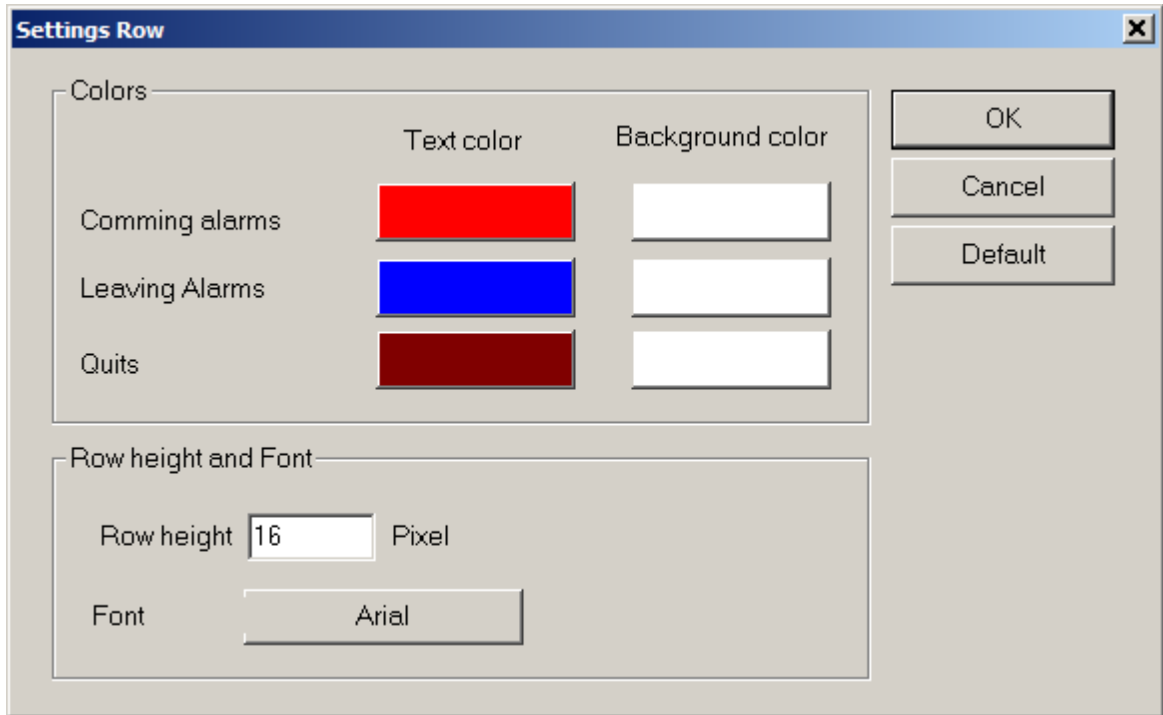 Settings Row
Colors
Text color Background color
Comming alarms
Leaving Alarms
Quits
OK
Cancel
Default
Row height and Font
Row height 16 Pixel
Font Arial